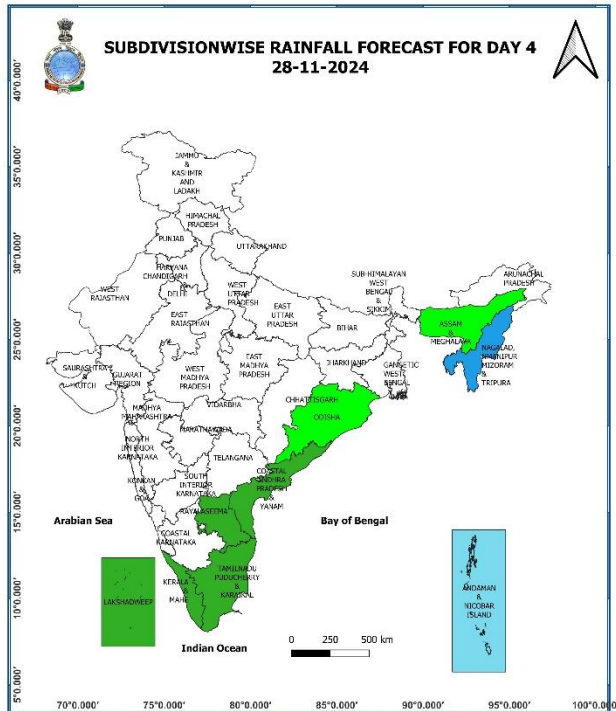 SUBDIVISIONWISE RAINFALL FORECAST FOR DAY 4
28-11-2024
40°0.000'
35°0.000'
30°0.000'
25°0.000'
20°0.000'
15°0.000'
10°0.000'
5°0.000'
JAMMU
&
KASHMIR
AND
LADAKH
HIMACHAL
PRADESH
PUNJAB
UTTARAKHAND
HARYANA
CHANDIGARH
&
DELHI
WEST
RAJASTHAN
WEST
UTTAR
PRADESH
EAST
RAJASTHAN
EAST
UTTAR
PRADESH
SUB-HIMALAYAN
WEST
BENGAL
&
SIKKIM
ARUNACHAL
PRADESH
BIHAR
ASSAM
&
MEGHALAYA
NAGALAD,
MANIPUR
MIZORAM
&
TRIPURA
SAURASHTRA
&
KUTCH
GUJARAT
REGION
WEST
MADHYA
PRADESH
EAST
MADHYA
PRADESH
JHARKHAND
GANGETIC
WEST
BENGAL
CHHATTISGARH
ODISHA
VIDARBHA
MADHYA
MAHARASHTRA
MARATHAWADA
NORTH
INTERIOR
KARNATAKA
TELANGANA
KONKAN
&
GOA
SOUTH
INTERIOR
KARNATAKA
COASTAL
ANDHRA
PRADESH
&
YANAM
RAYALASEEMA
Arabian Sea
Bay of Bengal
COASTAL
KARNATAKA
KERALA
&
MAHE
TAMILNADU
PUDUCHERRY
&
KARAIKAL
LAKSHADWEEP
ANDAMAN
&
NICOBAR
ISLAND
Indian Ocean
0 250 500 km
70°0.000' 75°0.000' 80°0.000' 85°0.000' 90°0.000' 95°0.000' 100°0.00